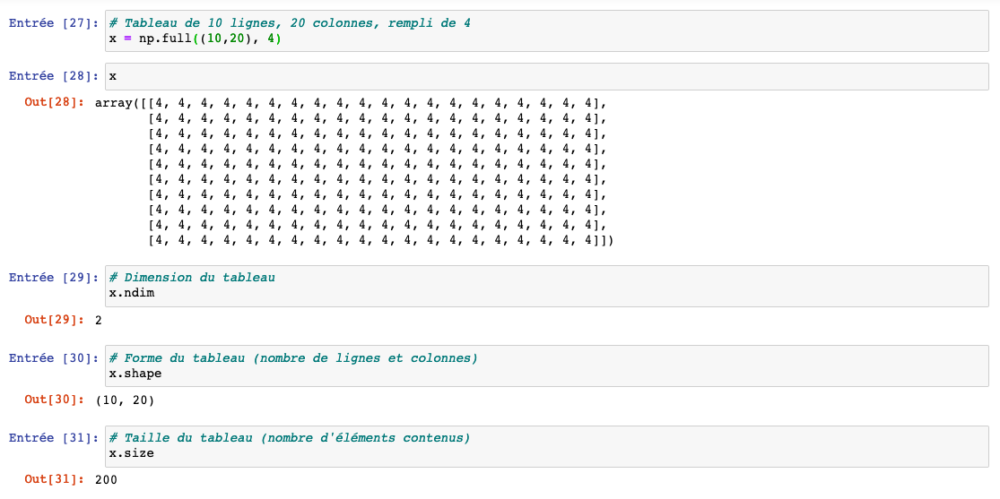 Entrée [27]: # Tableau de 10 lignes, 20 colonnes, rempli de 4
x = np.full((10,20), 4)
Entrée [28]: x
Out[28]: array([[4, 4, 4, 4, 4, 4, 4, 4, 4, 4, 4, 4, 4, 4, 4, 4, 4, 4, 4, 4],
[4, 4, 4, 4, 4, 4, 4, 4, 4, 4, 4, 4, 4, 4, 4, 4, 4, 4, 4, 4],
[4, 4, 4, 4, 4, 4, 4, 4, 4, 4, 4, 4, 4, 4, 4, 4, 4, 4, 4, 4],
[4, 4, 4, 4, 4, 4, 4, 4, 4, 4, 4, 4, 4, 4, 4, 4, 4, 4, 4, 4],
[4, 4, 4, 4, 4, 4, 4, 4, 4, 4, 4, 4, 4, 4, 4, 4, 4, 4, 4, 4],
[4, 4, 4, 4, 4, 4, 4, 4, 4, 4, 4, 4, 4, 4, 4, 4, 4, 4, 4, 4],
[4, 4, 4, 4, 4, 4, 4, 4, 4, 4, 4, 4, 4, 4, 4, 4, 4, 4, 4, 4],
[4, 4, 4, 4, 4, 4, 4, 4, 4, 4, 4, 4, 4, 4, 4, 4, 4, 4, 4, 4],
[4, 4, 4, 4, 4, 4, 4, 4, 4, 4, 4, 4, 4, 4, 4, 4, 4, 4, 4, 4],
[4, 4, 4, 4, 4, 4, 4, 4, 4, 4, 4, 4, 4, 4, 4, 4, 4, 4, 4, 4]])
Entrée [29]: # Dimension du tableau
x.ndim
Out[29]: 2
Entrée [30]: # Forme du tableau (nombre de lignes et colonnes)
x.shape
Out[30]: (10, 20)
Entrée [31]: # Taille du tableau (nombre d'éléments contenus)
x.size
Out[31]: 200